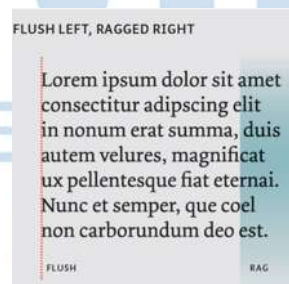 FLUSH LEFT, RAGGED RIGHT
Lorem ipsum dolor sit amet
consectitur adipscing elit
in nonum erat summa, duis
autem velures, magnificat
ux pellentesque fiat eternai.
Nunc et semper, que coel
non carborundum deo est.
FLUSH RAG